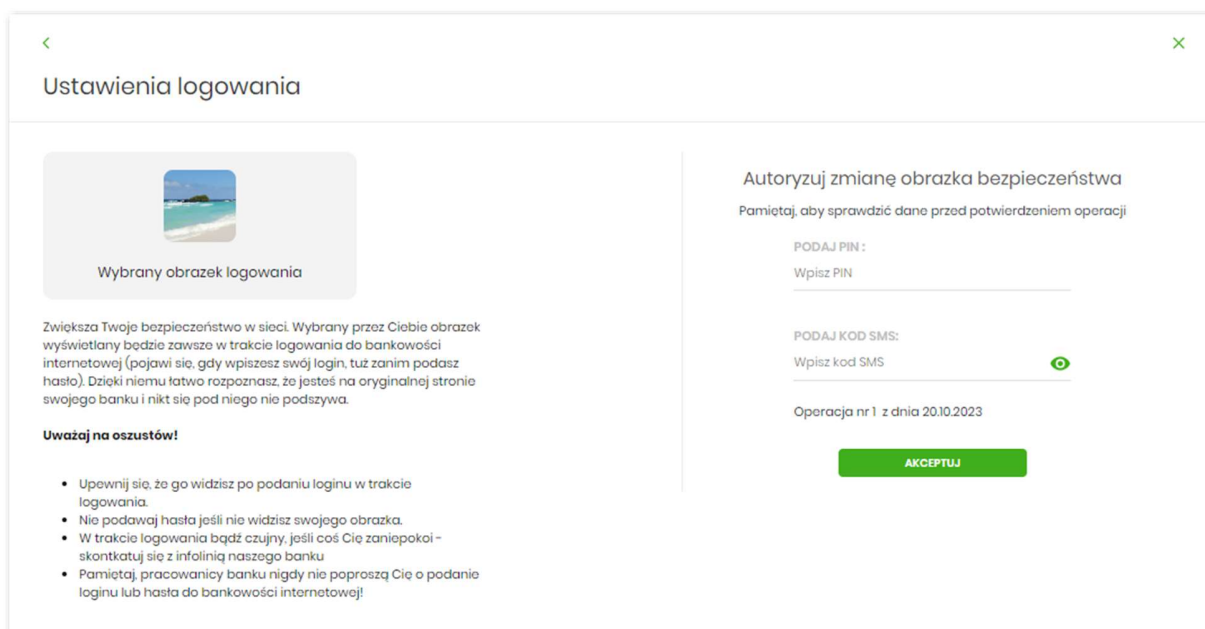 Ustawienia logowania
Wybrany obrazek logowania
Zwiększa Twoje bezpieczeństwo w sieci. Wybrany przez Ciebie obrazek
wyświetlany będzie zawsze w trakcie logowania do bankowości
internetowej (pojawi się, gdy wpiszesz swój login, tuż zanim podasz
hasło). Dzięki niemu łatwo rozpoznasz, że jesteś na oryginalnej stronie
swojego banku i nikt się pod niego nie podszywa.
Uważaj na oszustów!
• Upewnij się, że go widzisz po podaniu loginu w trakcie
logowania.
• Nie podawaj hasła jeśli nie widzisz swojego obrazka.
• W trakcie logowania bądź czujny, jeśli coś Cię zaniepokoi -
skontkatuj się z infolinią naszego banku
• Pamiętaj, pracowanicy banku nigdy nie poproszą Cię o podanie
loginu lub hasła do bankowości internetowej!
Autoryzuj zmianę obrazka bezpieczeństwa
Pamiętaj, aby sprawdzić dane przed potwierdzeniem operacji
PODAJ PIN :
Wpisz PIN
PODAJ KOD SMS:
Wpisz kod SMS
Operacja nr 1 z dnia 20.10.2023
AKCEPTUJ